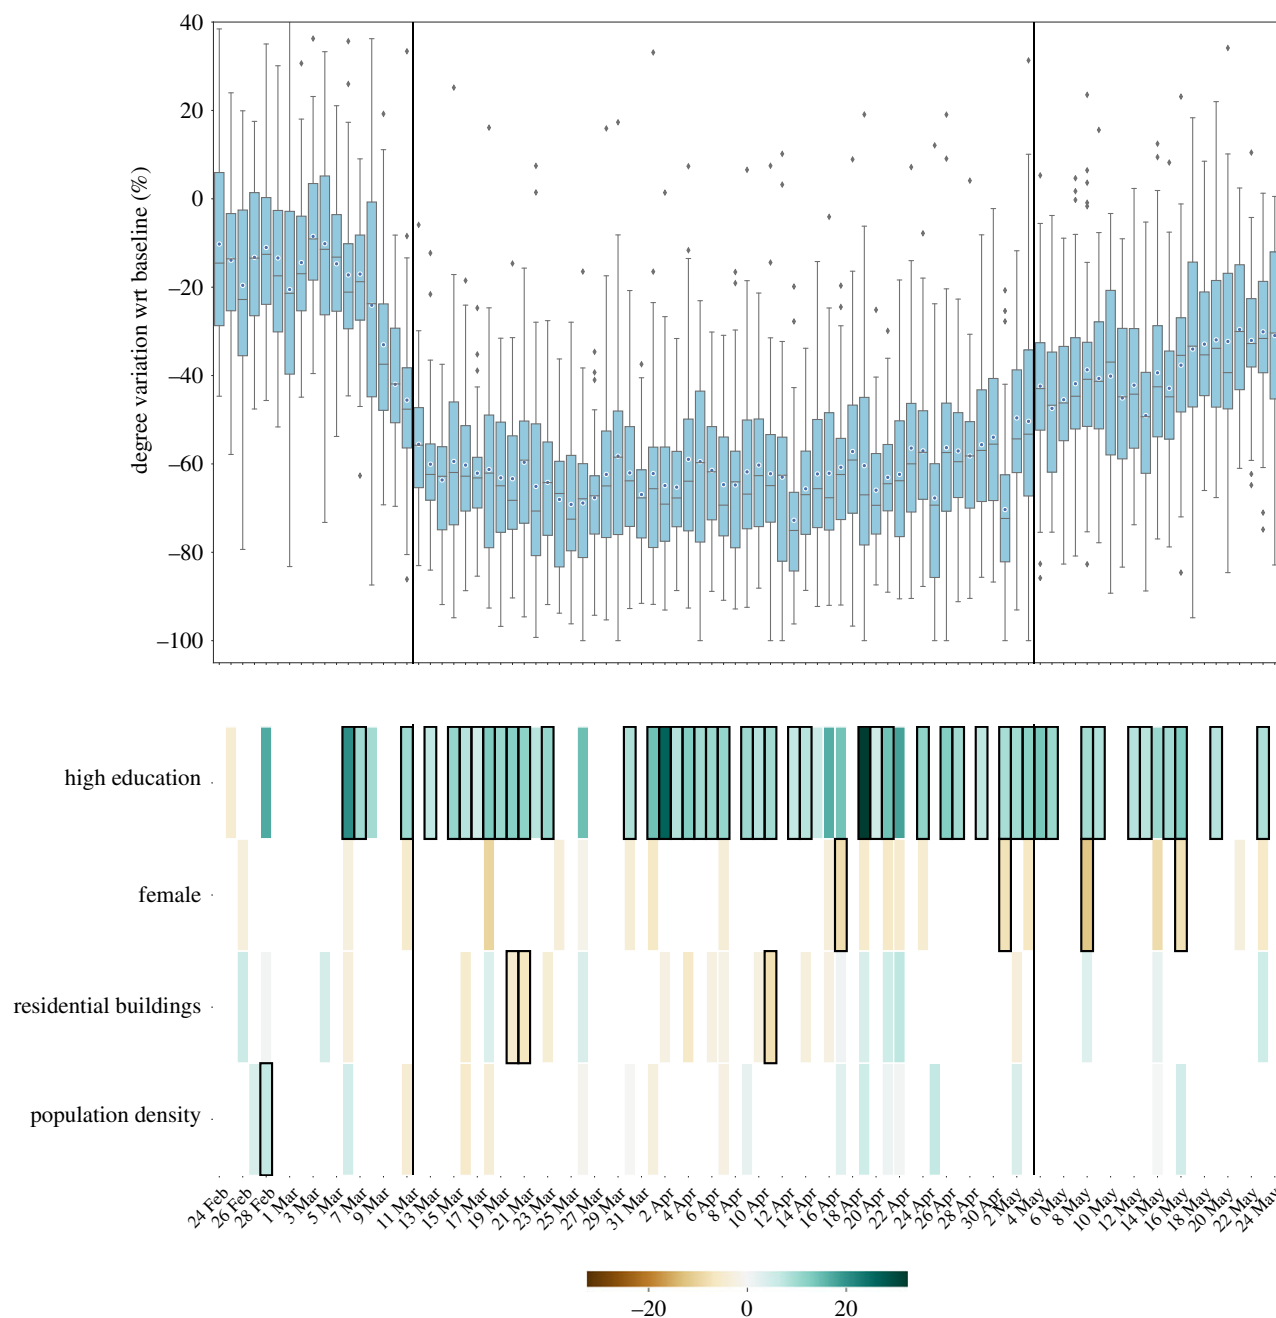 degree variation wrt baseline (%)
40
20
0
−20
−40
−60
−80
−100
high education
female
residential buildings
population density
24 Feb
26 Feb
28 Feb
1 Mar
3 Mar
5 Mar
7 Mar
9 Mar
11 Mar
13 Mar
15 Mar
17 Mar
19 Mar
21 Mar
23 Mar
25 Mar
27 Mar
29 Mar
31 Mar
2 Apr
4 Apr
6 Apr
8 Apr
10 Apr
12 Apr
14 Apr
16 Apr
18 Apr
20 Apr
22 Apr
24 Apr
26 Apr
28 Apr
30 Apr
2 May
4 May
6 May
8 May
10 May
12 May
14 May
16 May
18 May
20 May
22 May
24 May
−20
0
20